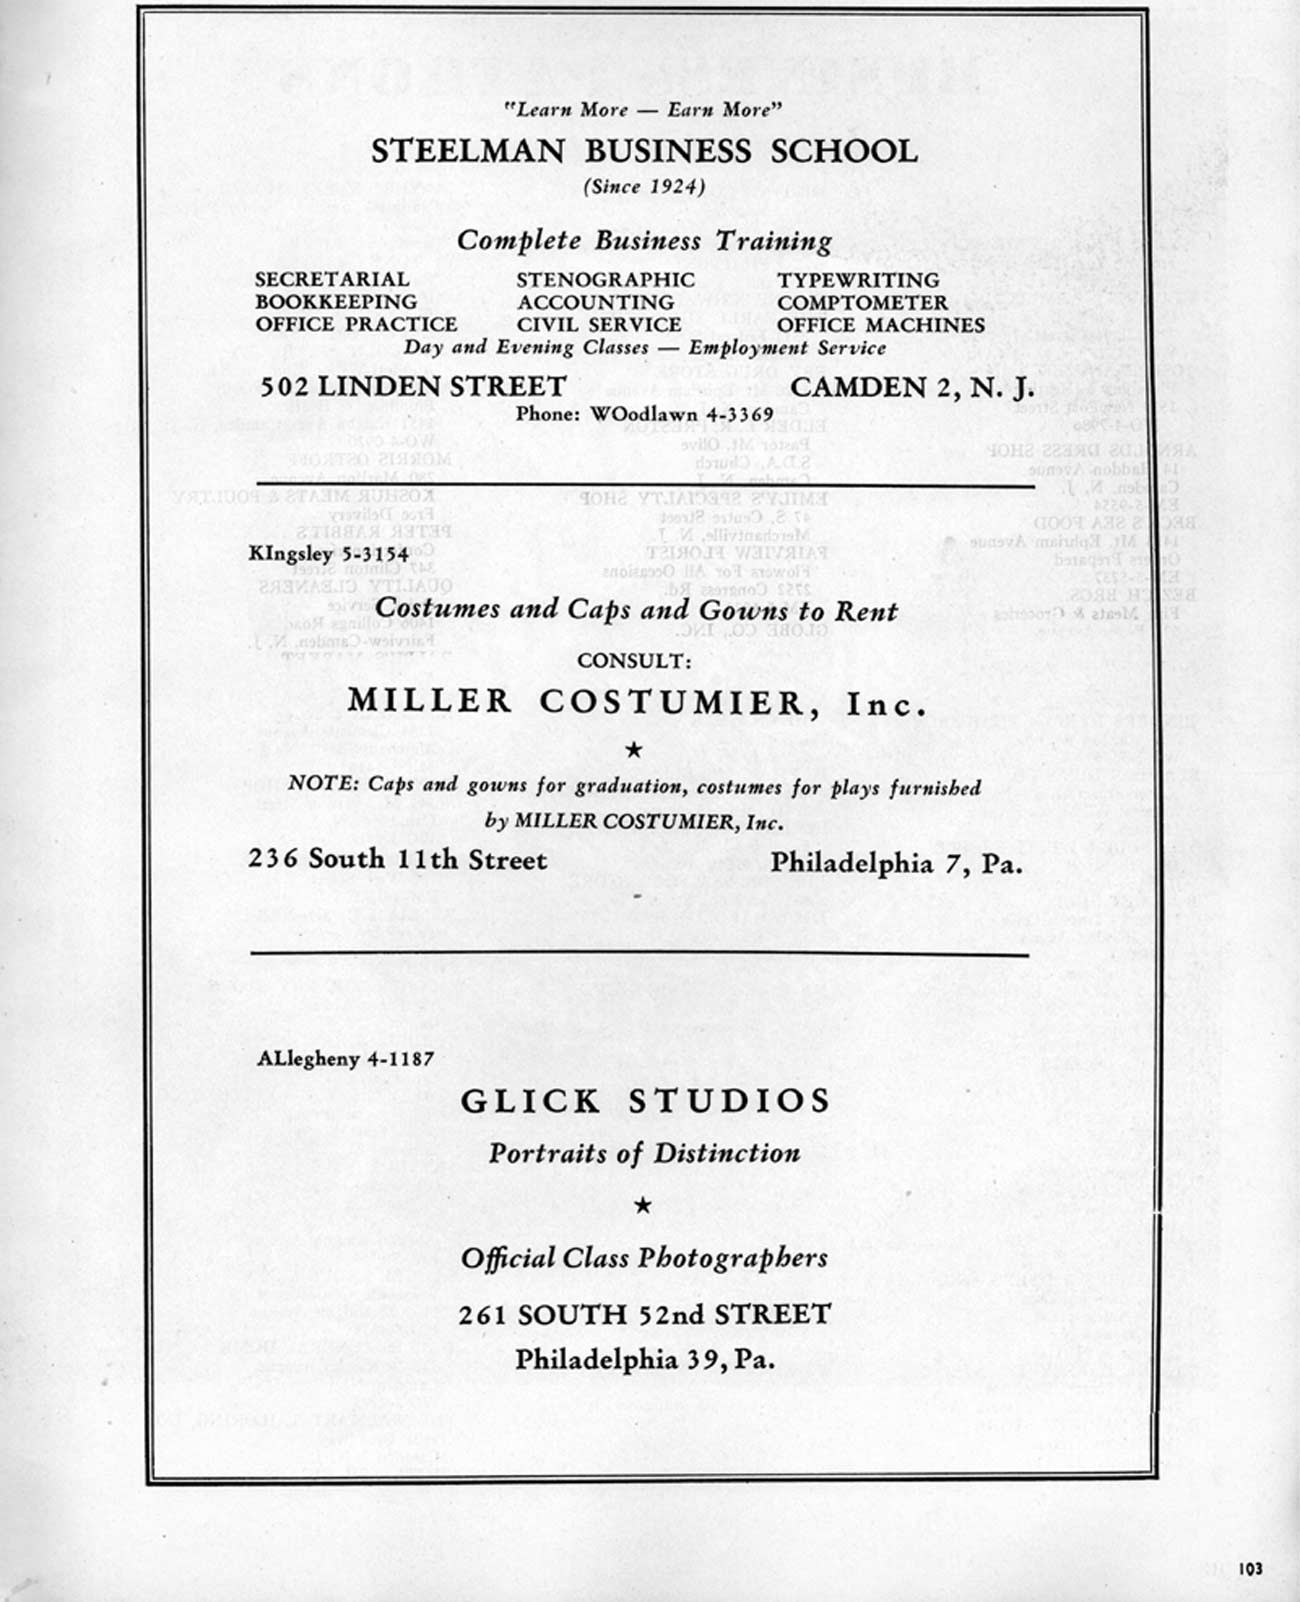 "Learn More — Earn More"
STEELMAN BUSINESS SCHOOL
(Since 1924)
Complete Business Training
SECRETARIAL STENOGRAPHIC TYPEWRITING
BOOKKEEPING ACCOUNTING COMPTOMETER
OFFICE PRACTICE CIVIL SERVICE OFFICE MACHINES
Day and Evening Classes — Employment Service
502 LINDEN STREET CAMDEN 2, N. J.
Phone: WOodlawn 4-3369
KIngsley 5-3154
Costumes and Caps and Gowns to Rent
CONSULT:
MILLER COSTUMIER, Inc.
★
NOTE: Caps and gowns for graduation, costumes for plays furnished
by MILLER COSTUMIER, Inc.
236 South 11th Street Philadelphia 7, Pa.
ALlegheny 4-1187
GLICK STUDIOS
Portraits of Distinction
★
Official Class Photographers
261 SOUTH 52nd STREET
Philadelphia 39, Pa.
103